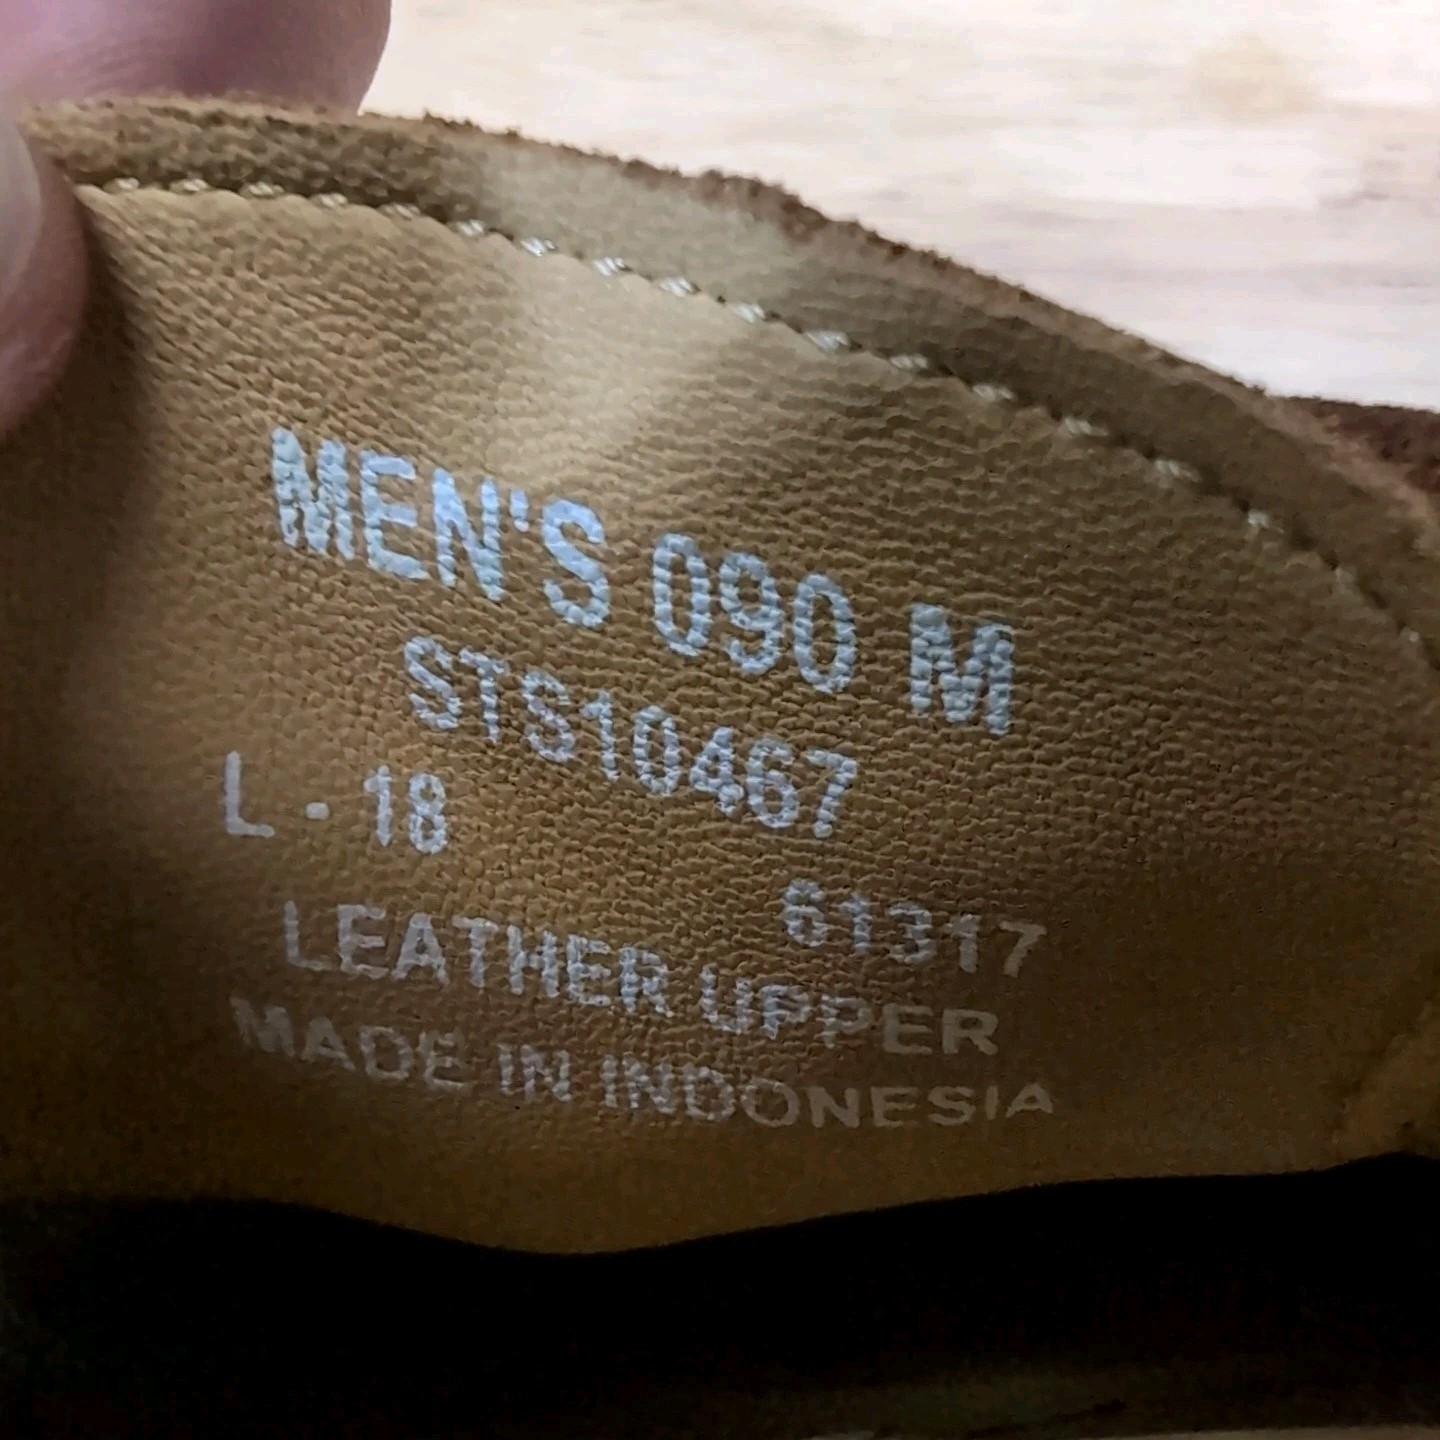 MEN'S 090 M
STS10467
L - 18
61317
LEATHER UPPER
MADE IN INDONESIA